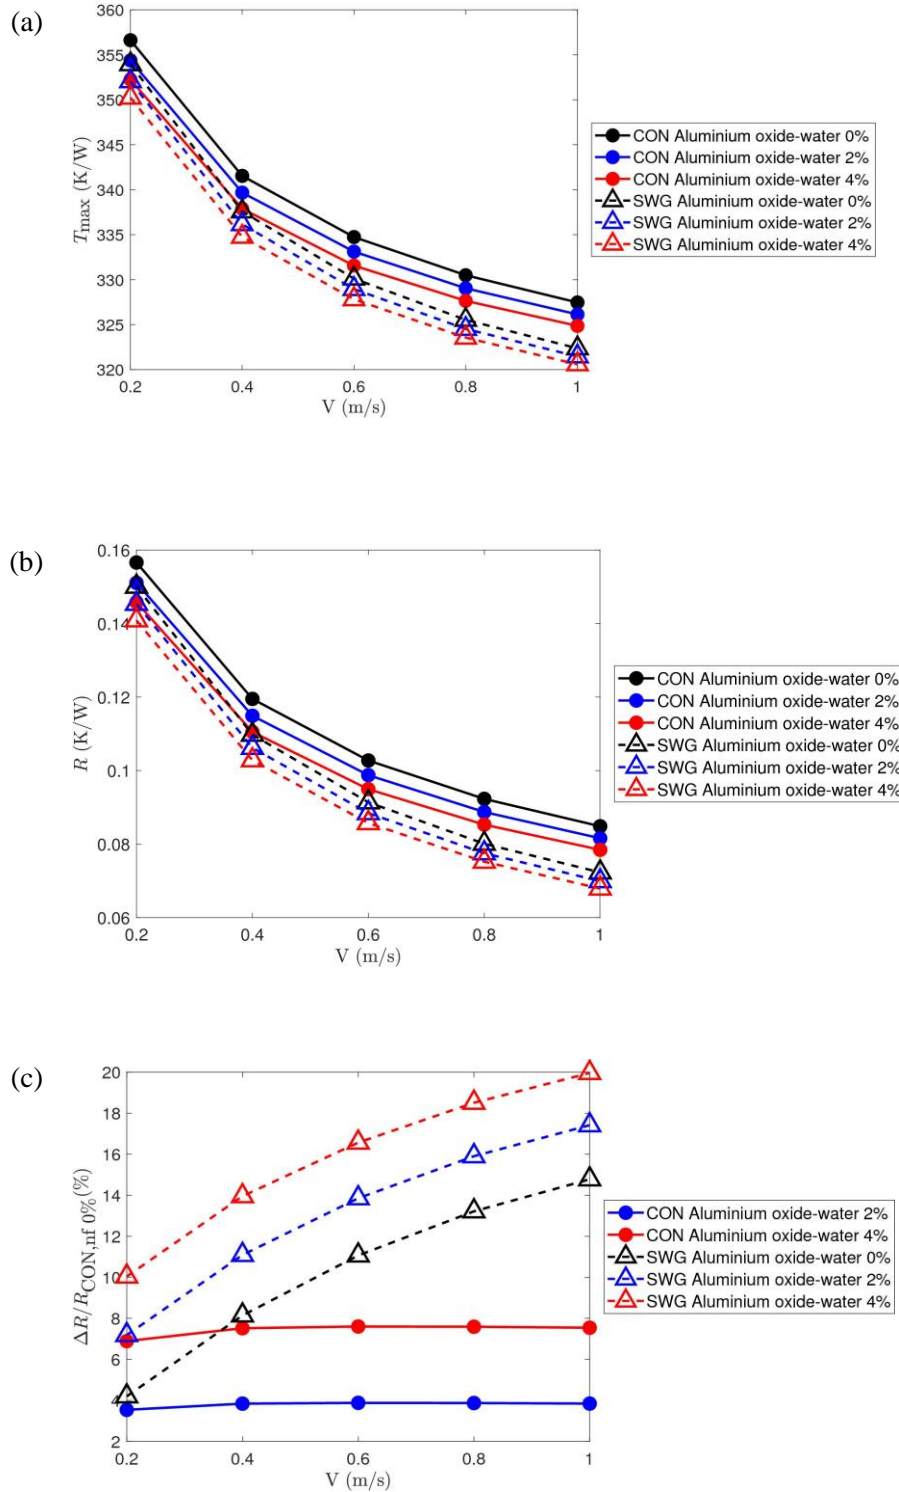 (a)
360
355
350
345
340
335
330
325
320
T_max (K/W)
0.2 0.4 0.6 0.8 1
V (m/s)
CON Aluminium oxide-water 0%
CON Aluminium oxide-water 2%
CON Aluminium oxide-water 4%
SWG Aluminium oxide-water 0%
SWG Aluminium oxide-water 2%
SWG Aluminium oxide-water 4%
(b)
0.16
0.14
0.12
0.1
0.08
0.06
R (K/W)
0.2 0.4 0.6 0.8 1
V (m/s)
CON Aluminium oxide-water 0%
CON Aluminium oxide-water 2%
CON Aluminium oxide-water 4%
SWG Aluminium oxide-water 0%
SWG Aluminium oxide-water 2%
SWG Aluminium oxide-water 4%
(c)
20
18
16
14
12
10
8
6
4
2
ΔR/R_CON,nf 0%(%)
0.2 0.4 0.6 0.8 1
V (m/s)
CON Aluminium oxide-water 2%
CON Aluminium oxide-water 4%
SWG Aluminium oxide-water 0%
SWG Aluminium oxide-water 2%
SWG Aluminium oxide-water 4%